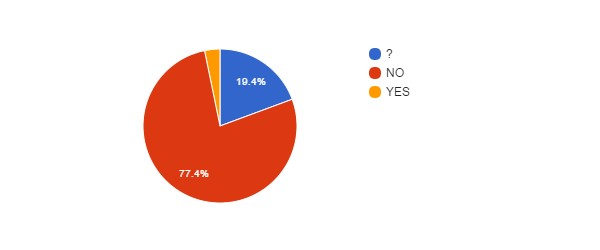 ?
NO
YES
19.4%
77.4%